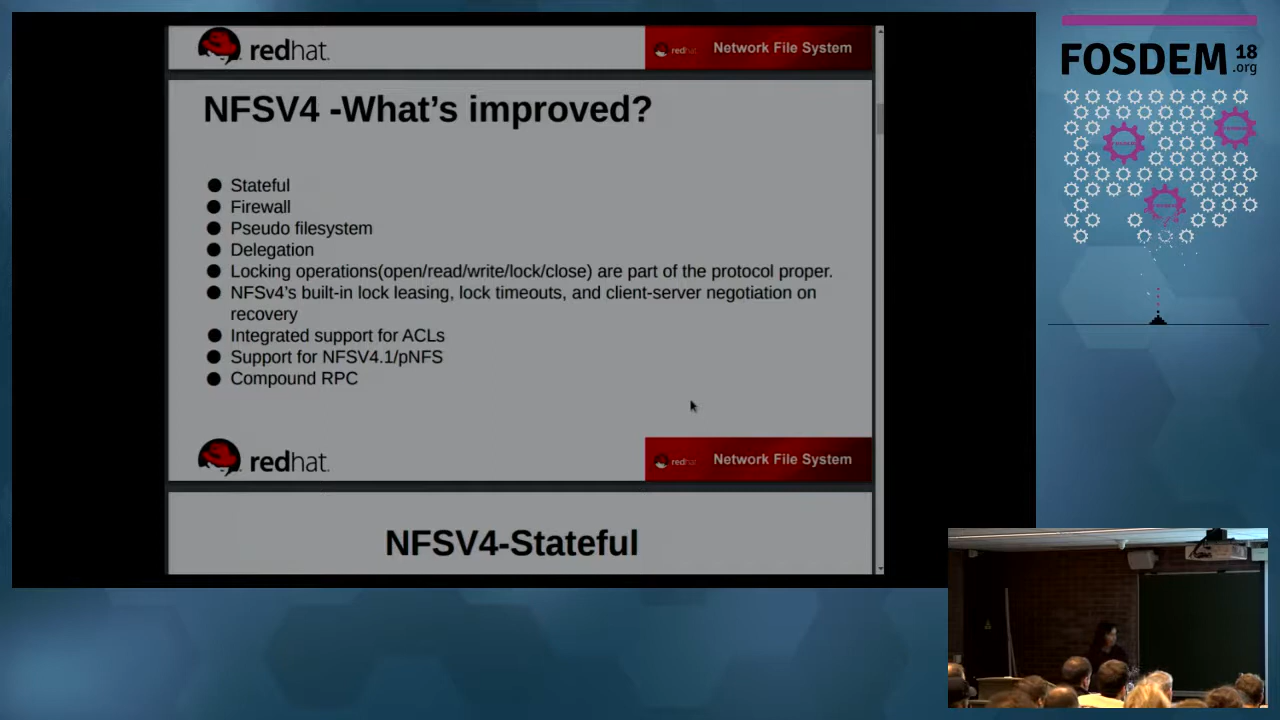 redhat.
redhat Network File System
FOSDEM 18
.org
NFSV4 -What's improved?
● Stateful
● Firewall
● Pseudo filesystem
● Delegation
● Locking operations(open/read/write/lock/close) are part of the protocol proper.
● NFSv4's built-in lock leasing, lock timeouts, and client-server negotiation on
recovery
● Integrated support for ACLs
● Support for NFSV4.1/pNFS
● Compound RPC
redhat.
redhat Network File System
NFSV4-Stateful